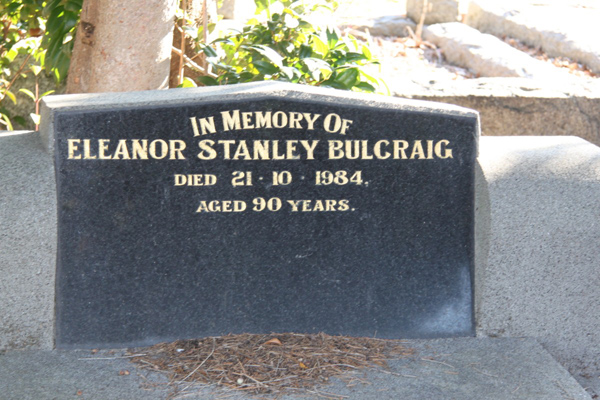 IN MEMORY OF
ELEANOR STANLEY BULCRAIG
DIED 21 · 10 · 1984.
AGED 90 YEARS.